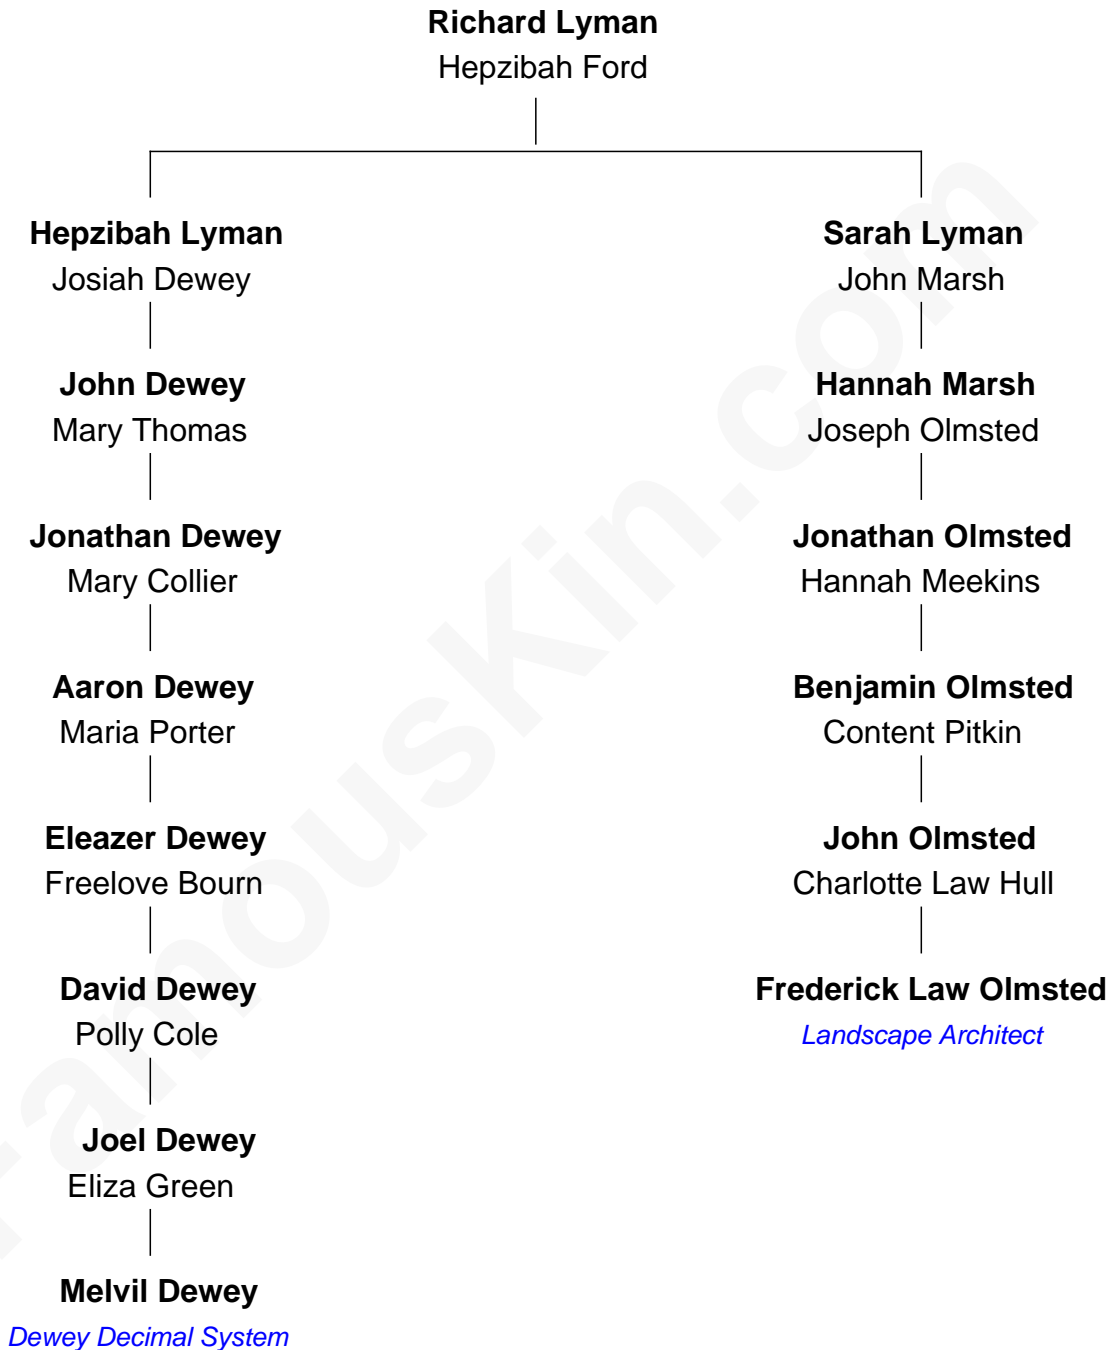 Richard Lyman
Hepzibah Ford
Hepzibah Lyman
Josiah Dewey
John Dewey
Mary Thomas
Jonathan Dewey
Mary Collier
Aaron Dewey
Maria Porter
Eleazer Dewey
Freelove Bourn
David Dewey
Polly Cole
Joel Dewey
Eliza Green
Melvil Dewey
Dewey Decimal System
Sarah Lyman
John Marsh
Hannah Marsh
Joseph Olmsted
Jonathan Olmsted
Hannah Meekins
Benjamin Olmsted
Content Pitkin
John Olmsted
Charlotte Law Hull
Frederick Law Olmsted
Landscape Architect
FamousKin.com